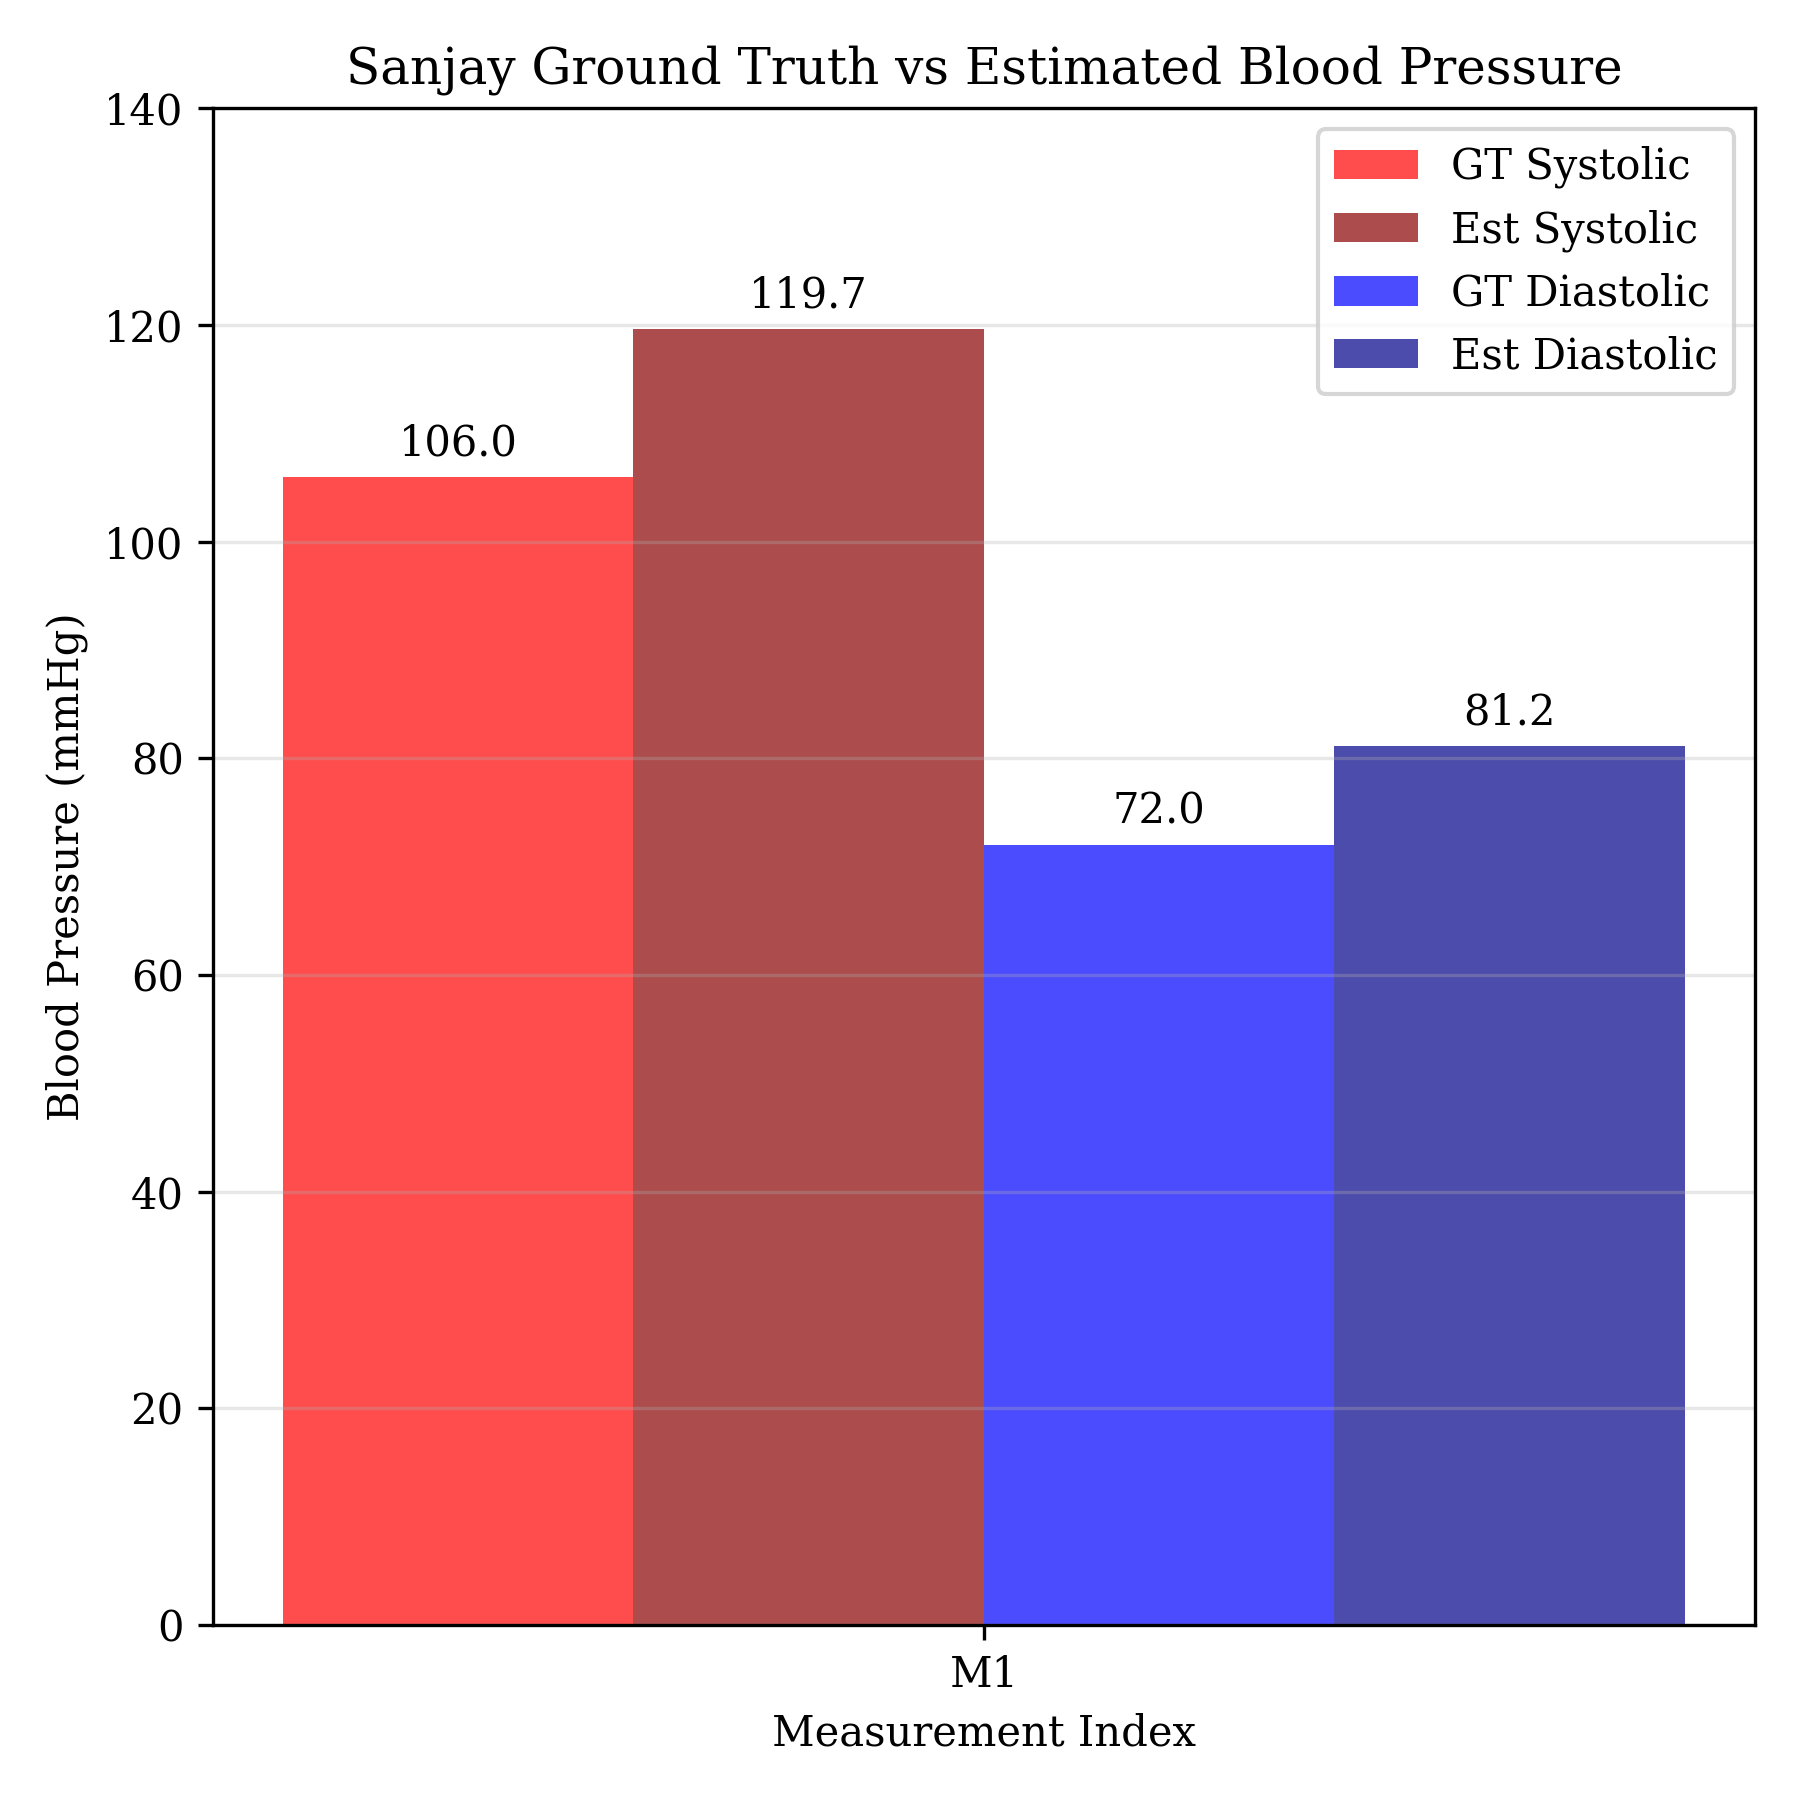 Sanjay Ground Truth vs Estimated Blood Pressure
140
120
100
80
60
40
20
0
Blood Pressure (mmHg)
GT Systolic
Est Systolic
GT Diastolic
Est Diastolic
106.0
119.7
72.0
81.2
M1
Measurement Index